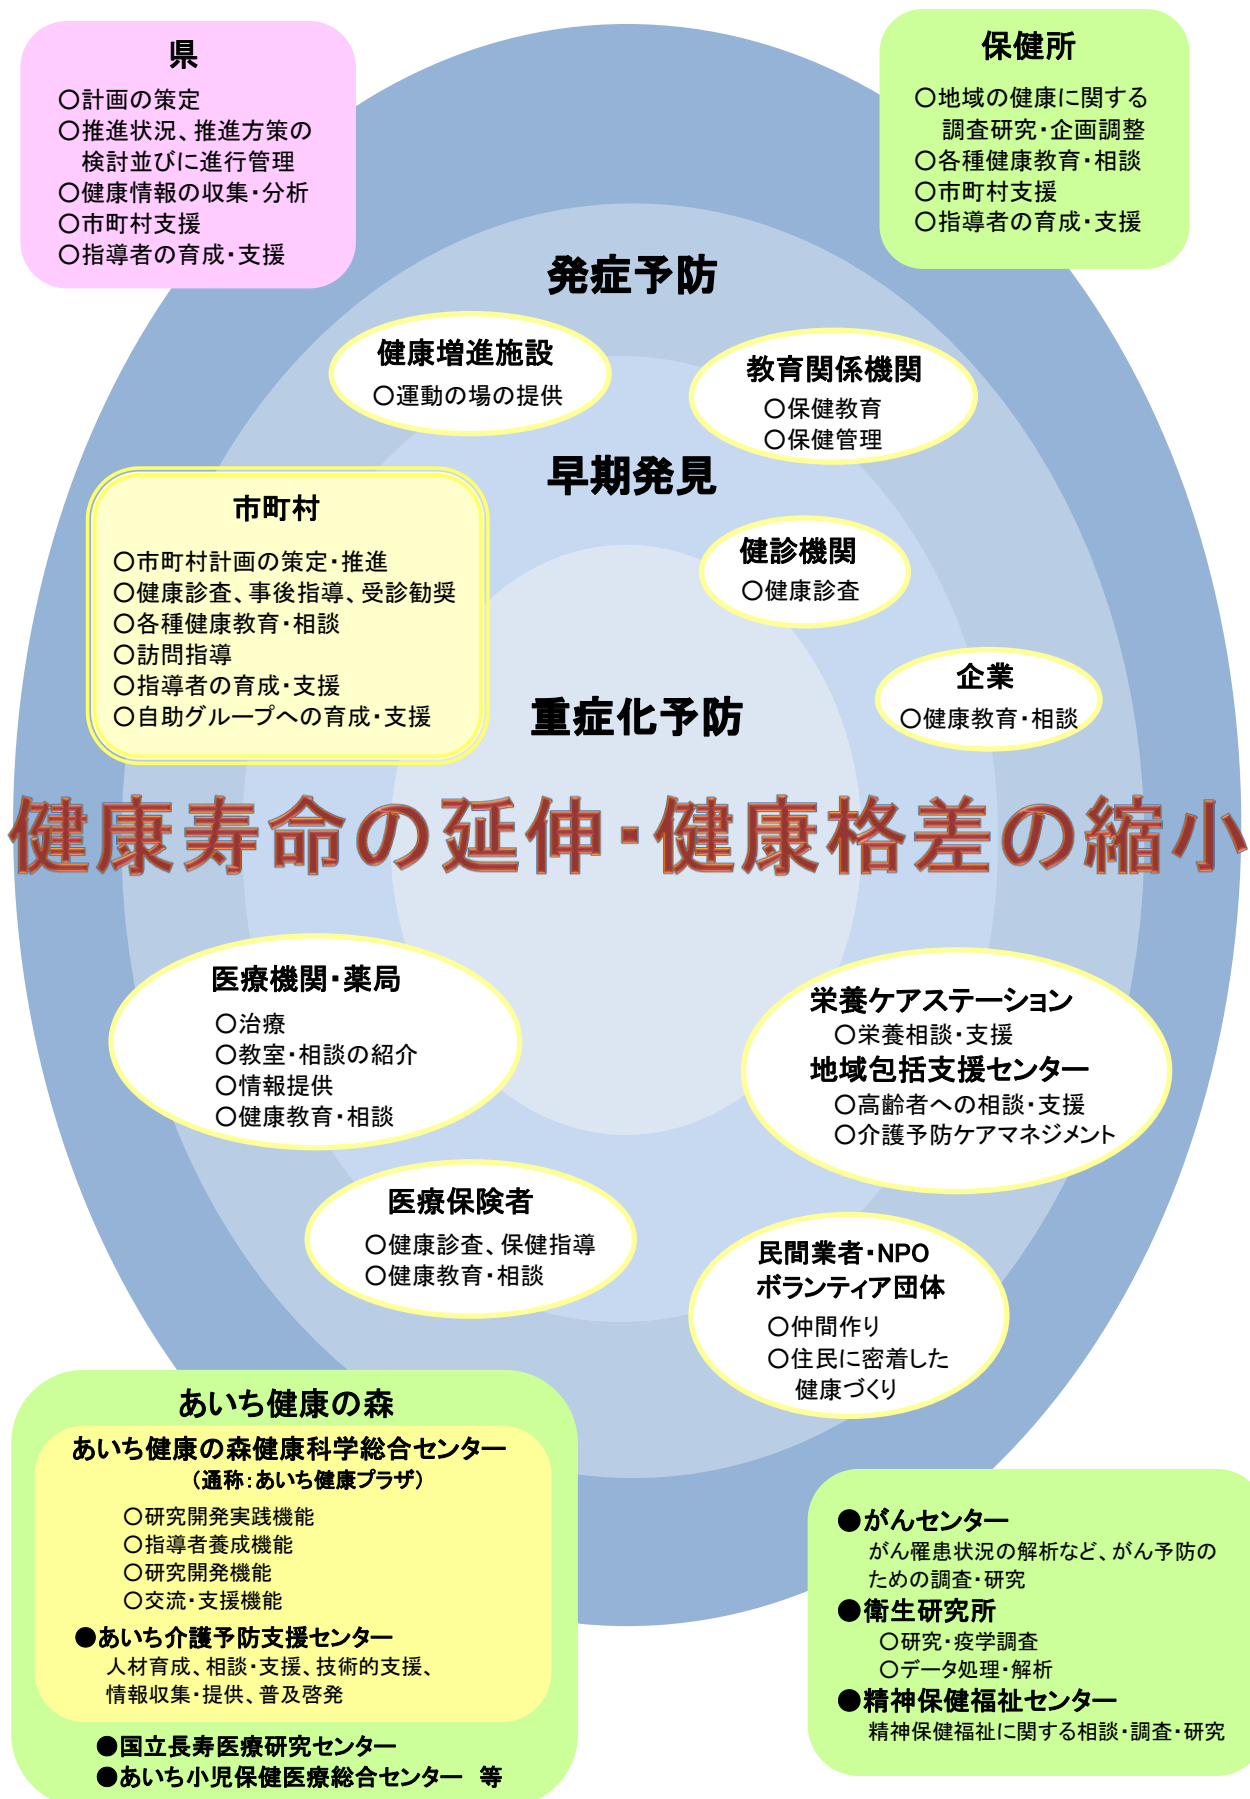 県
○計画の策定
○推進状況、推進方策の
検討並びに進行管理
○健康情報の収集・分析
○市町村支援
○指導者の育成・支援
保健所
○地域の健康に関する
調査研究・企画調整
○各種健康教育・相談
○市町村支援
○指導者の育成・支援
発症予防
健康増進施設
○運動の場の提供
教育関係機関
○保健教育
○保健管理
早期発見
市町村
○市町村計画の策定・推進
○健康診査、事後指導、受診勧奨
○各種健康教育・相談
○訪問指導
○指導者の育成・支援
○自助グループへの育成・支援
健診機関
○健康診査
企業
○健康教育・相談
重症化予防
健康寿命の延伸・健康格差の縮小
医療機関・薬局
○治療
○教室・相談の紹介
○情報提供
○健康教育・相談
栄養ケアステーション
○栄養相談・支援
地域包括支援センター
○高齢者への相談・支援
○介護予防ケアマネジメント
医療保険者
○健康診査、保健指導
○健康教育・相談
民間業者・NPO
ボランティア団体
○仲間作り
○住民に密着した
健康づくり
あいち健康の森
あいち健康の森健康科学総合センター
（通称：あいち健康プラザ）
○研究開発実践機能
○指導者養成機能
○研究開発機能
○交流・支援機能
●あいち介護予防支援センター
人材育成、相談・支援、技術的支援、
情報収集・提供、普及啓発
●国立長寿医療研究センター
●あいち小児保健医療総合センター　等
●がんセンター
がん罹患状況の解析など、がん予防の
ための調査・研究
●衛生研究所
○研究・疫学調査
○データ処理・解析
●精神保健福祉センター
精神保健福祉に関する相談・調査・研究